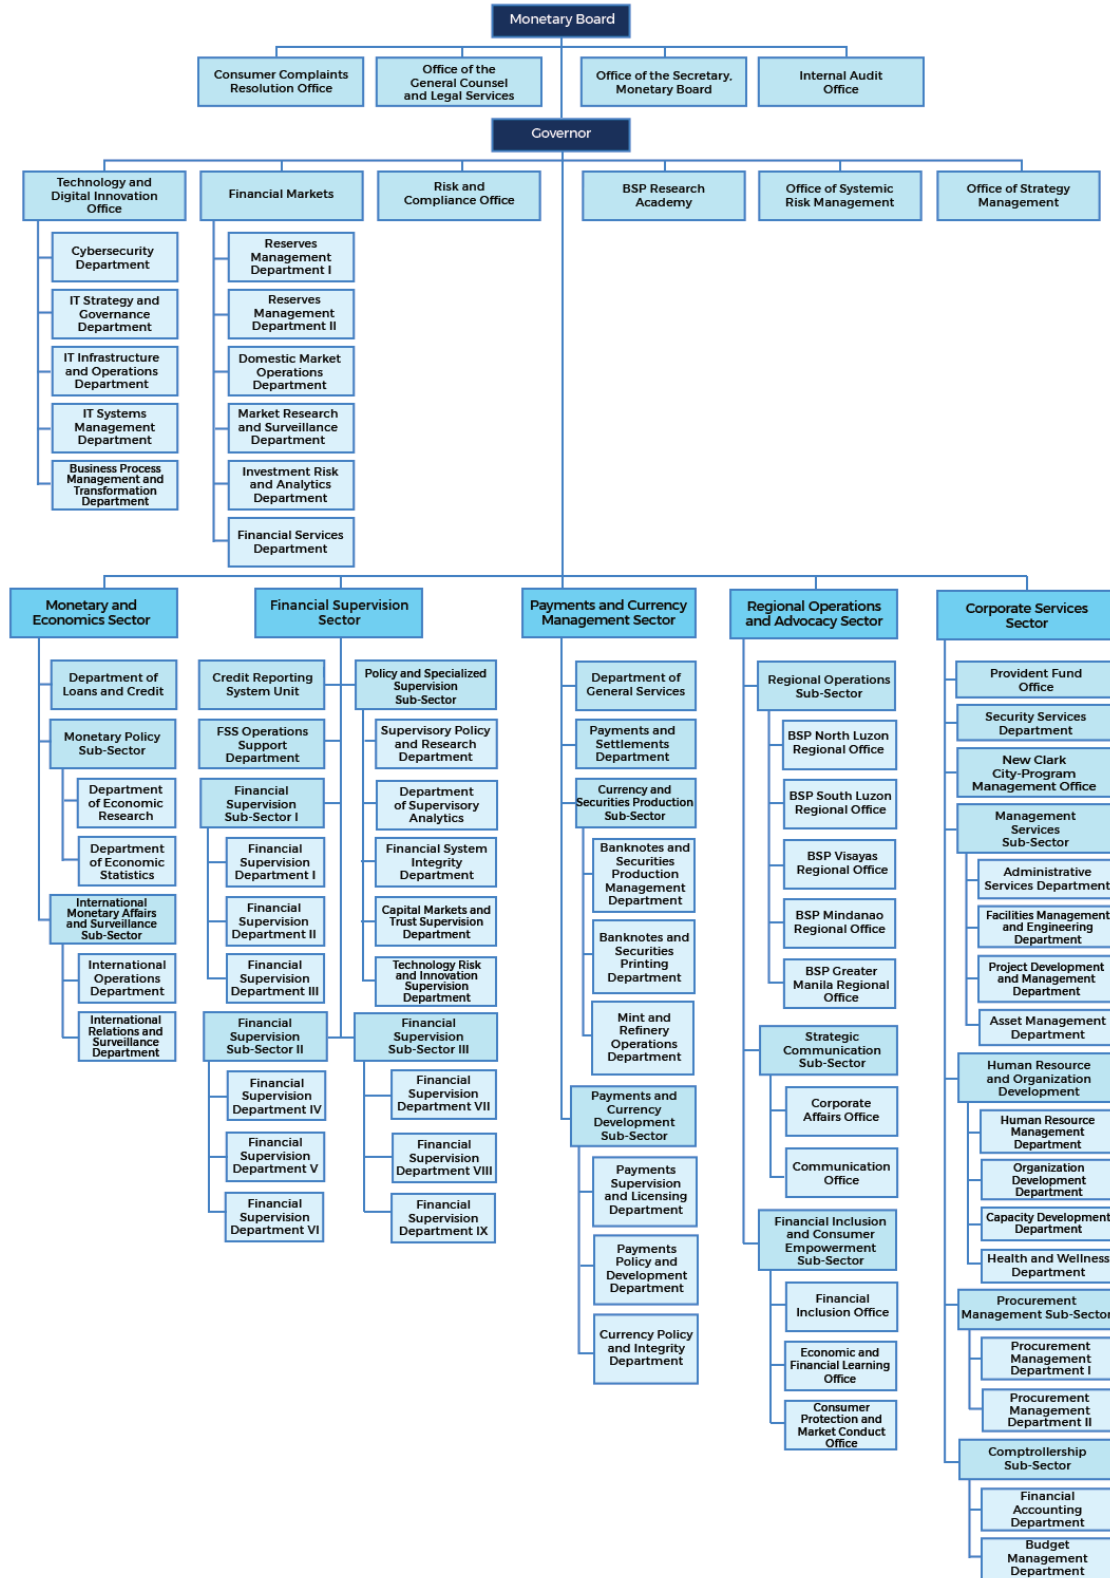 Monetary Board
Consumer Complaints
Resolution Office
Office of the
General Counsel
and Legal Services
Office of the Secretary,
Monetary Board
Internal Audit
Office
Governor
Technology and
Digital Innovation
Office
Financial Markets
Risk and
Compliance Office
BSP Research
Academy
Office of Systemic
Risk Management
Office of Strategy
Management
Cybersecurity
Department
IT Strategy and
Governance
Department
IT Infrastructure
and Operations
Department
IT Systems
Management
Department
Business Process
Management and
Transformation
Department
Reserves
Management
Department I
Reserves
Management
Department II
Domestic Market
Operations
Department
Market Research
and Surveillance
Department
Investment Risk
and Analytics
Department
Financial Services
Department
Monetary and
Economics Sector
Department of
Loans and Credit
Monetary Policy
Sub-Sector
Department
of Economic
Research
Department
of Economic
Statistics
International
Monetary Affairs
and Surveillance
Sub-Sector
International
Operations
Department
International
Relations and
Surveillance
Department
Financial Supervision
Sector
Credit Reporting
System Unit
FSS Operations
Support
Department
Financial
Supervision
Sub-Sector I
Financial
Supervision
Department I
Financial
Supervision
Department II
Financial
Supervision
Department III
Financial
Supervision
Sub-Sector II
Financial
Supervision
Department IV
Financial
Supervision
Department V
Financial
Supervision
Department VI
Policy and Specialized
Supervision
Sub-Sector
Supervisory Policy
and Research
Department
Department
of Supervisory
Analytics
Financial System
Integrity
Department
Capital Markets and
Trust Supervision
Department
Technology Risk
and Innovation
Supervision
Department
Financial
Supervision
Sub-Sector III
Financial
Supervision
Department VII
Financial
Supervision
Department VIII
Financial
Supervision
Department IX
Payments and Currency
Management Sector
Department of
General Services
Payments and
Settlements
Department
Currency and
Securities Production
Sub-Sector
Banknotes and
Securities
Production
Management
Department
Banknotes and
Securities
Printing
Department
Mint and
Refinery
Operations
Department
Payments and
Currency
Development
Sub-Sector
Payments
Supervision
and Licensing
Department
Payments
Policy and
Development
Department
Currency Policy
and Integrity
Department
Regional Operations
and Advocacy Sector
Regional Operations
Sub-Sector
BSP North Luzon
Regional Office
BSP South Luzon
Regional Office
BSP Visayas
Regional Office
BSP Mindanao
Regional Office
BSP Greater
Manila Regional
Office
Strategic
Communication
Sub-Sector
Corporate
Affairs Office
Communication
Office
Financial Inclusion
and Consumer
Empowerment
Sub-Sector
Financial
Inclusion Office
Economic and
Financial Learning
Office
Consumer
Protection and
Market Conduct
Office
Corporate Services
Sector
Provident Fund
Office
Security Services
Department
New Clark
City-Program
Management Office
Management
Services
Sub-Sector
Administrative
Services Department
Facilities Management
and Engineering
Department
Project Development
and Management
Department
Asset Management
Department
Human Resource
and Organization
Development
Human Resource
Management
Department
Organization
Development
Department
Capacity Development
Department
Health and Wellness
Department
Procurement
Management Sub-Sector
Procurement
Management
Department I
Procurement
Management
Department II
Comptrollership
Sub-Sector
Financial
Accounting
Department
Budget
Management
Department